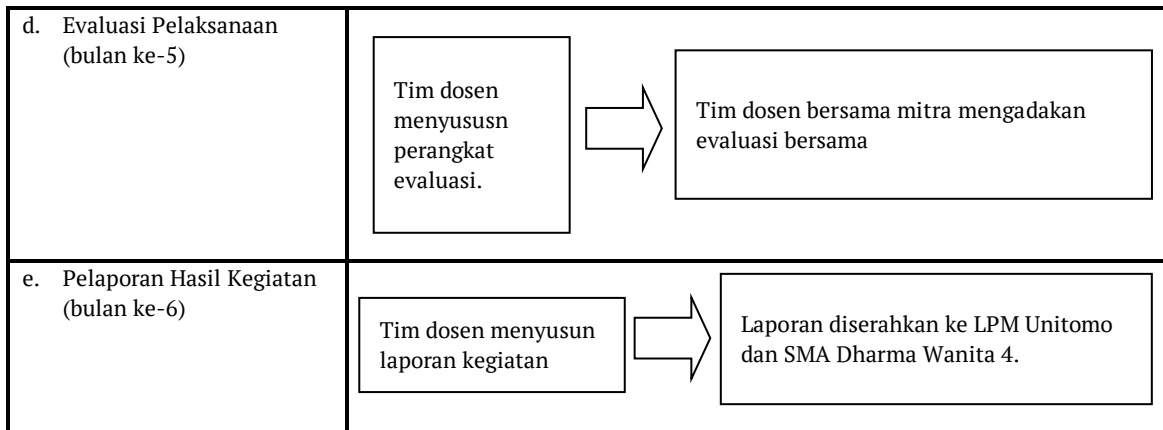 d. Evaluasi Pelaksanaan
(bulan ke-5)
Tim dosen
menyususn
perangkat
evaluasi.
Tim dosen bersama mitra mengadakan
evaluasi bersama
e. Pelaporan Hasil Kegiatan
(bulan ke-6)
Tim dosen menyusun
laporan kegiatan
Laporan diserahkan ke LPM Unitomo
dan SMA Dharma Wanita 4.